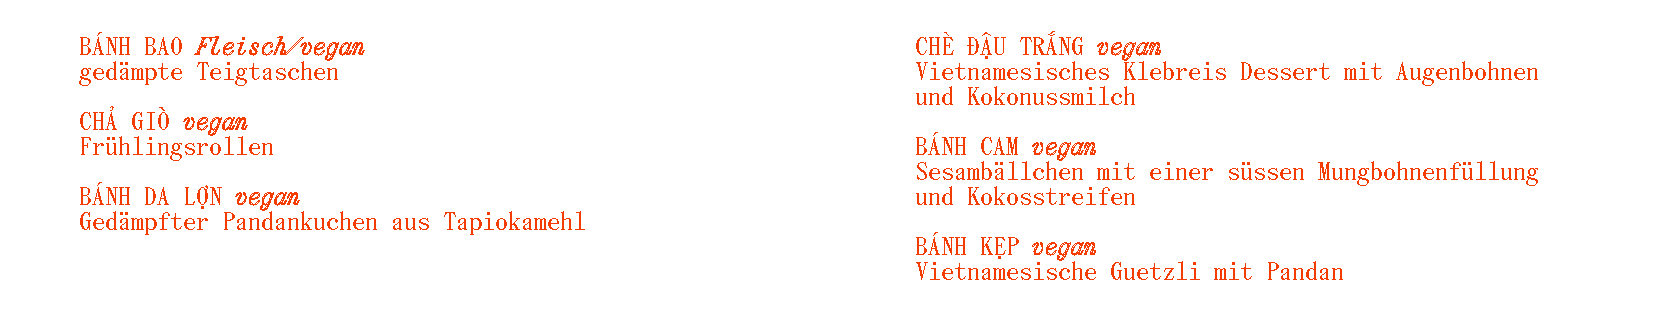 BÁNH BAO Fleisch/vegan
gedämpte Teigtaschen
CHẢ GIÒ vegan
Frühlingsrollen
BÁNH DA LỢN vegan
Gedämpfter Pandankuchen aus Tapiokamehl
CHÈ ĐẬU TRẮNG vegan
Vietnamesisches Klebreis Dessert mit Augenbohnen
und Kokonussmilch
BÁNH CAM vegan
Sesambällchen mit einer süssen Mungbohnenfüllung
und Kokosstreifen
BÁNH KẸP vegan
Vietnamesische Guetzli mit Pandan